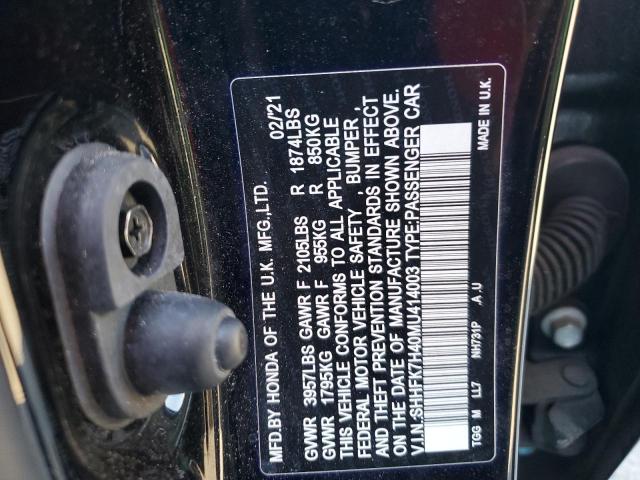 MFD.BY HONDA OF THE U.K. MFG.,LTD. 02/'21
GVWR 3957LBS GAWR F 2105LBS R 1874LBS
GVWR 1795KG GAWR F 955KG R 850KG
THIS VEHICLE CONFORMS TO ALL APPLICABLE
FEDERAL MOTOR VEHICLE SAFETY , BUMPER ,
AND THEFT PREVENTION STANDARDS IN EFFECT
ON THE DATE OF MANUFACTURE SHOWN ABOVE.
V.I.N.:SHHFK7H40MU414003 TYPE:PASSENGER CAR
TGG M LL7 NH731P .A .U MADE IN U.K.